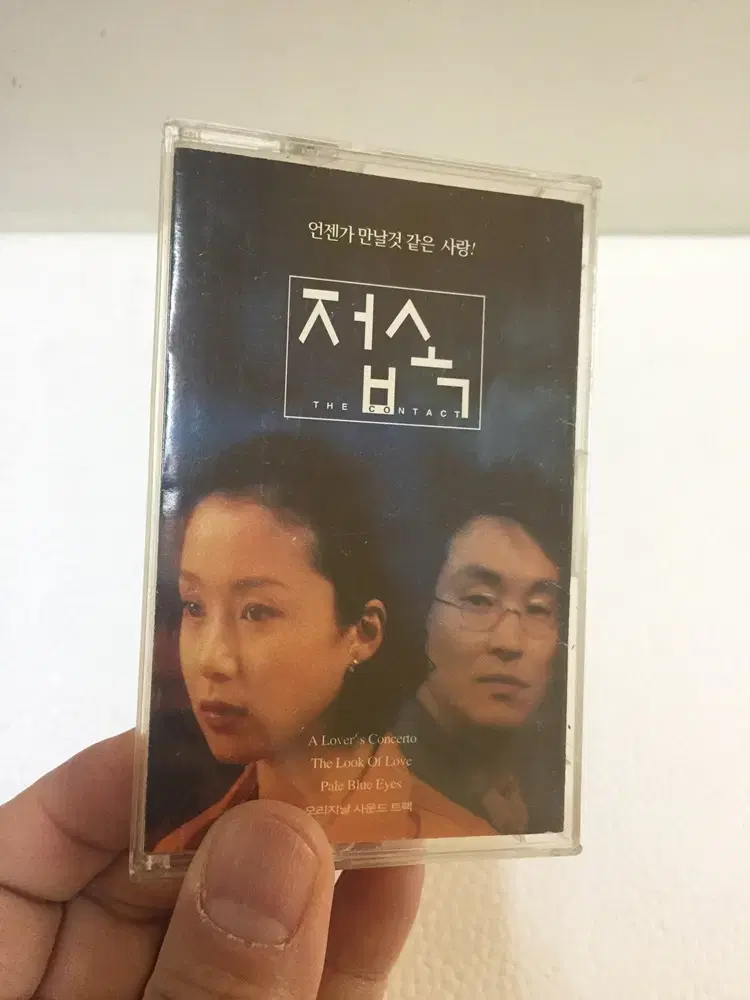 언젠가 만날것 같은 사랑!
접속
THE CONTACT
A Lover's Concerto
The Look Of Love
Pale Blue Eyes
오리지날 사운드 트랙